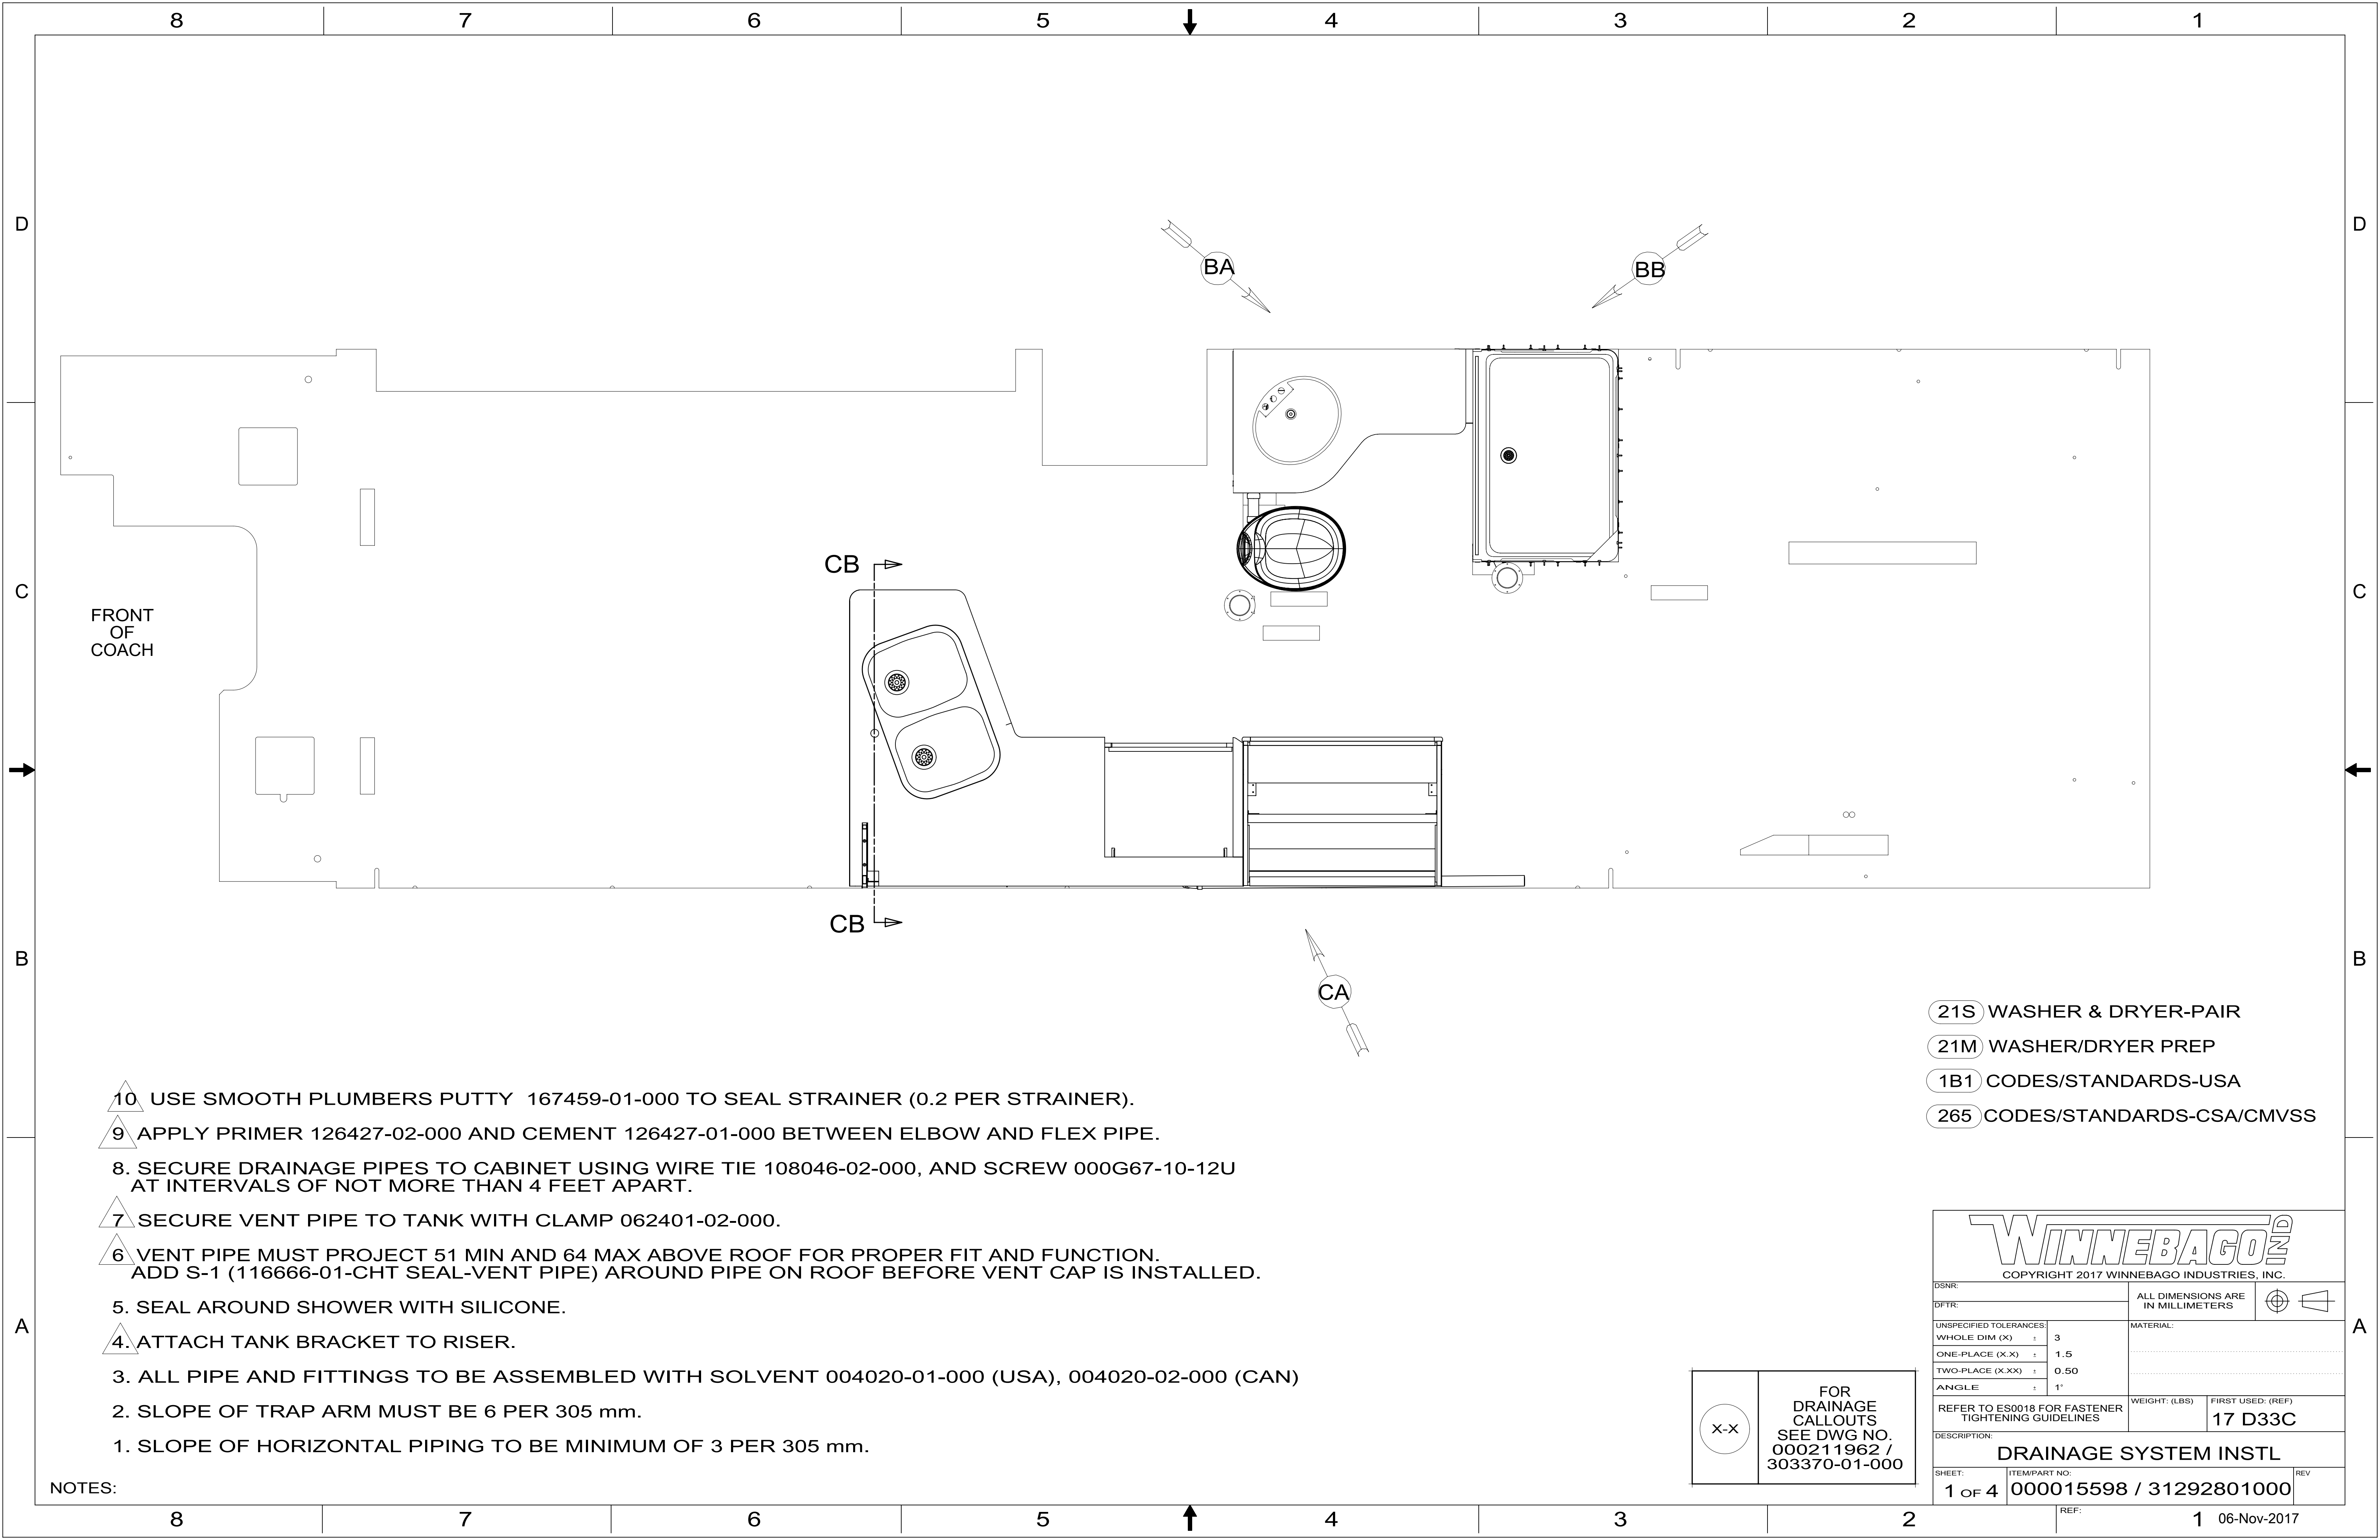 8 7 6 5 4 3 2 1
D D
BA
BB
CB
C C
FRONT
OF
COACH
CB
B B
CA
21S WASHER & DRYER-PAIR
21M WASHER/DRYER PREP
1B1 CODES/STANDARDS-USA
265 CODES/STANDARDS-CSA/CMVSS
10 USE SMOOTH PLUMBERS PUTTY 167459-01-000 TO SEAL STRAINER (0.2 PER STRAINER).
9 APPLY PRIMER 126427-02-000 AND CEMENT 126427-01-000 BETWEEN ELBOW AND FLEX PIPE.
8. SECURE DRAINAGE PIPES TO CABINET USING WIRE TIE 108046-02-000, AND SCREW 000G67-10-12U
AT INTERVALS OF NOT MORE THAN 4 FEET APART.
7 SECURE VENT PIPE TO TANK WITH CLAMP 062401-02-000.
6 VENT PIPE MUST PROJECT 51 MIN AND 64 MAX ABOVE ROOF FOR PROPER FIT AND FUNCTION.
ADD S-1 (116666-01-CHT SEAL-VENT PIPE) AROUND PIPE ON ROOF BEFORE VENT CAP IS INSTALLED.
5. SEAL AROUND SHOWER WITH SILICONE.
4. ATTACH TANK BRACKET TO RISER.
3. ALL PIPE AND FITTINGS TO BE ASSEMBLED WITH SOLVENT 004020-01-000 (USA), 004020-02-000 (CAN)
2. SLOPE OF TRAP ARM MUST BE 6 PER 305 mm.
1. SLOPE OF HORIZONTAL PIPING TO BE MINIMUM OF 3 PER 305 mm.
NOTES:
A A
X-X
FOR
DRAINAGE
CALLOUTS
SEE DWG NO.
000211962 /
303370-01-000
WINNEBAGO IND
COPYRIGHT 2017 WINNEBAGO INDUSTRIES, INC.
DSNR:
DFTR:
ALL DIMENSIONS ARE
IN MILLIMETERS
UNSPECIFIED TOLERANCES:
WHOLE DIM (X) ± 3
ONE-PLACE (X.X) ± 1.5
TWO-PLACE (X.XX) ± 0.50
ANGLE ± 1°
MATERIAL:
REFER TO ES0018 FOR FASTENER
TIGHTENING GUIDELINES
WEIGHT: (LBS)
FIRST USED: (REF)
17 D33C
DESCRIPTION:
DRAINAGE SYSTEM INSTL
SHEET:
1 OF 4
ITEM/PART NO:
000015598 / 31292801000
REV
REF:
8 7 6 5 4 3 2 1
06-Nov-2017